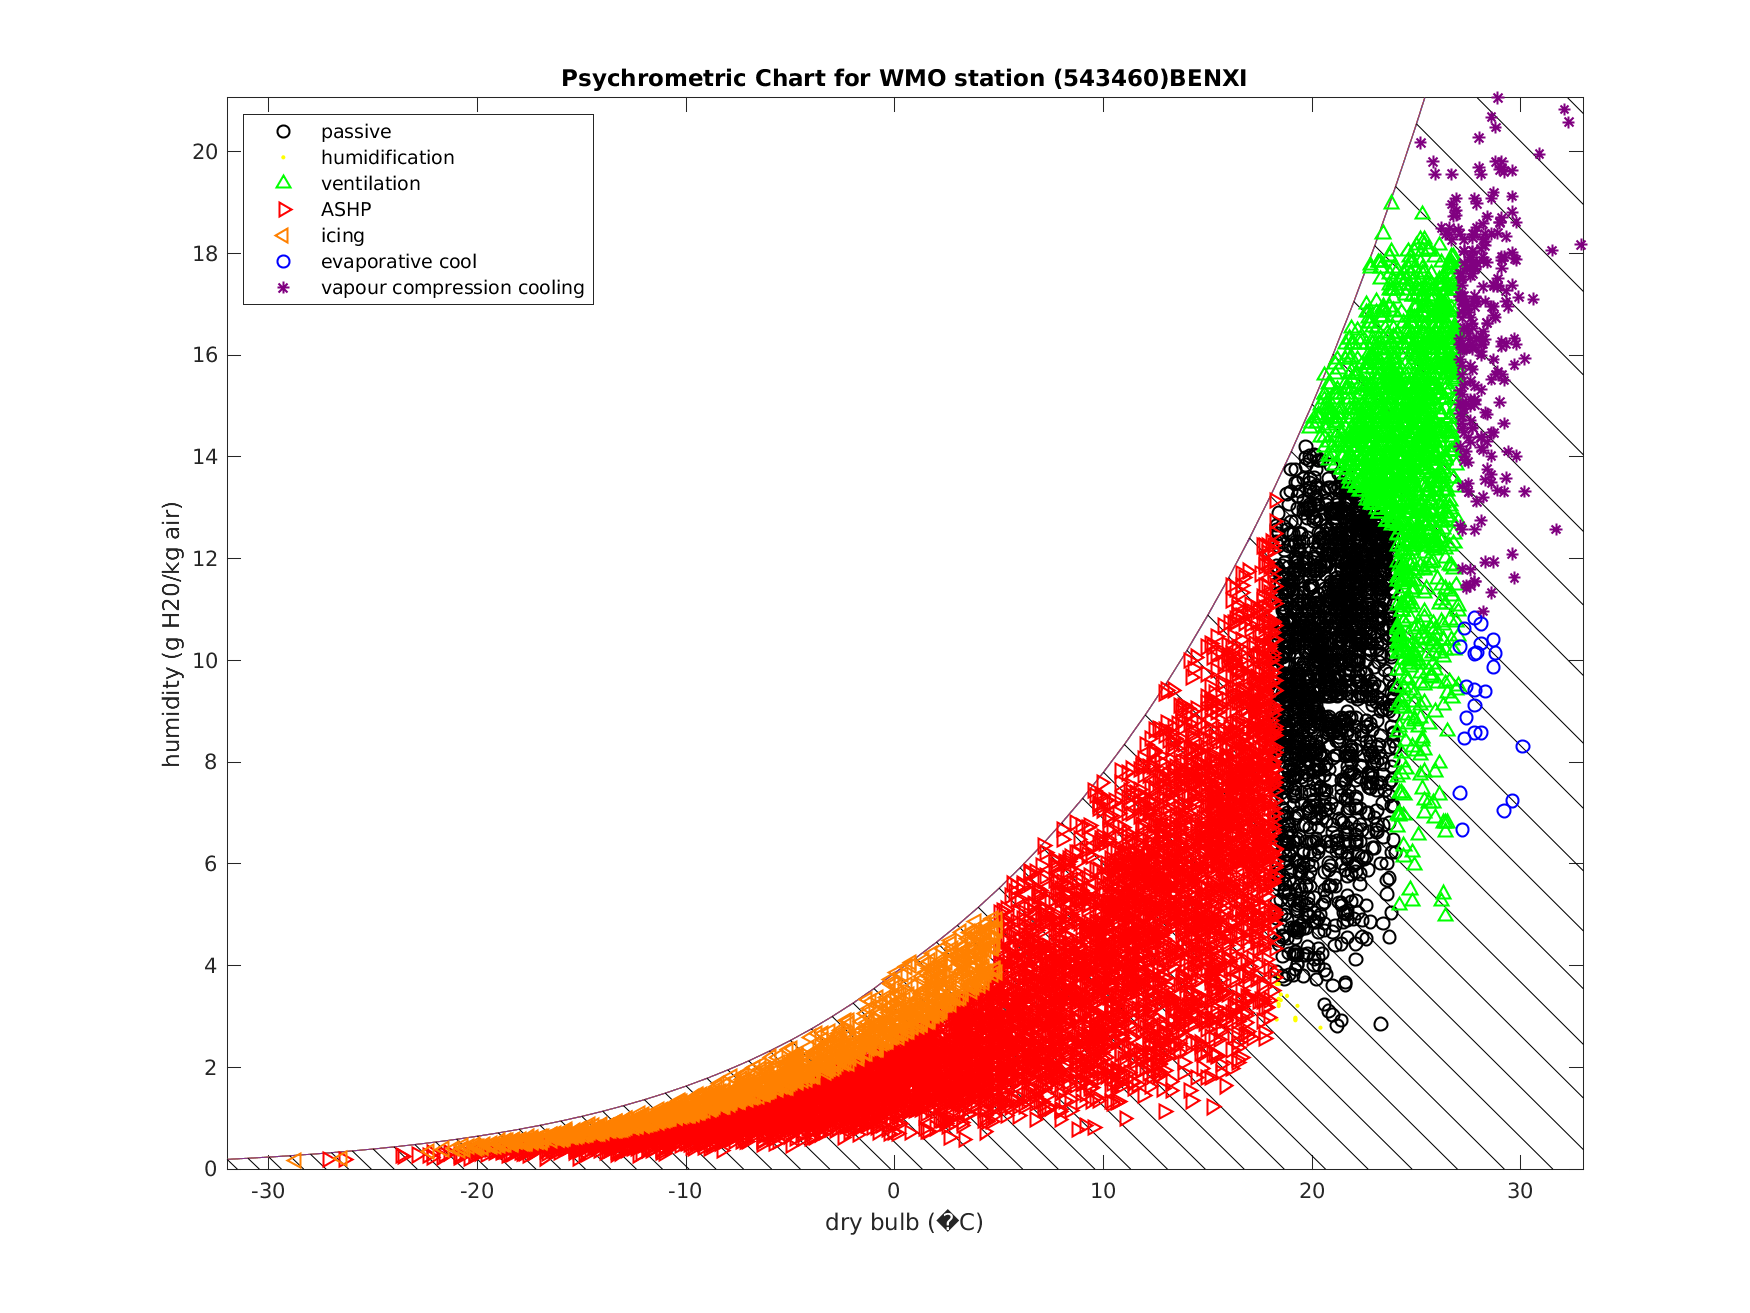 Psychrometric Chart for WMO station (543460)BENXI
passive
humidification
ventilation
ASHP
icing
evaporative cool
vapour compression cooling
humidity (g H20/kg air)
20
18
16
14
12
10
8
6
4
2
0
-30 -20 -10 0 10 20 30
dry bulb (�C)